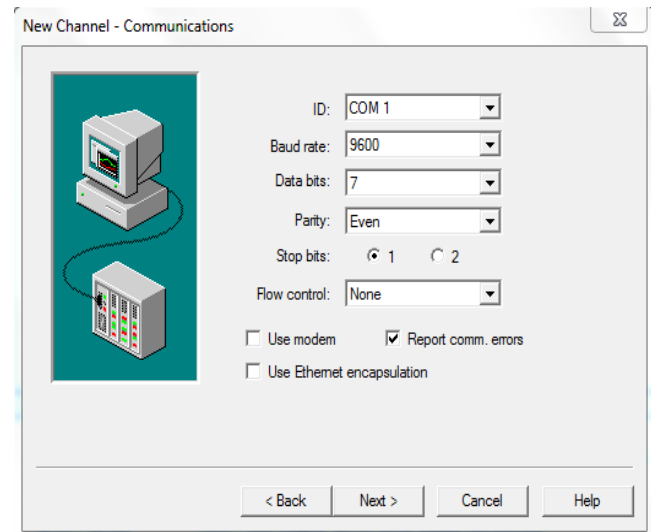 New Channel - Communications
ID: COM 1
Baud rate: 9600
Data bits: 7
Parity: Even
Stop bits: 1 2
Flow control: None
Use modem Report comm. errors
Use Ethernet encapsulation
< Back Next > Cancel Help